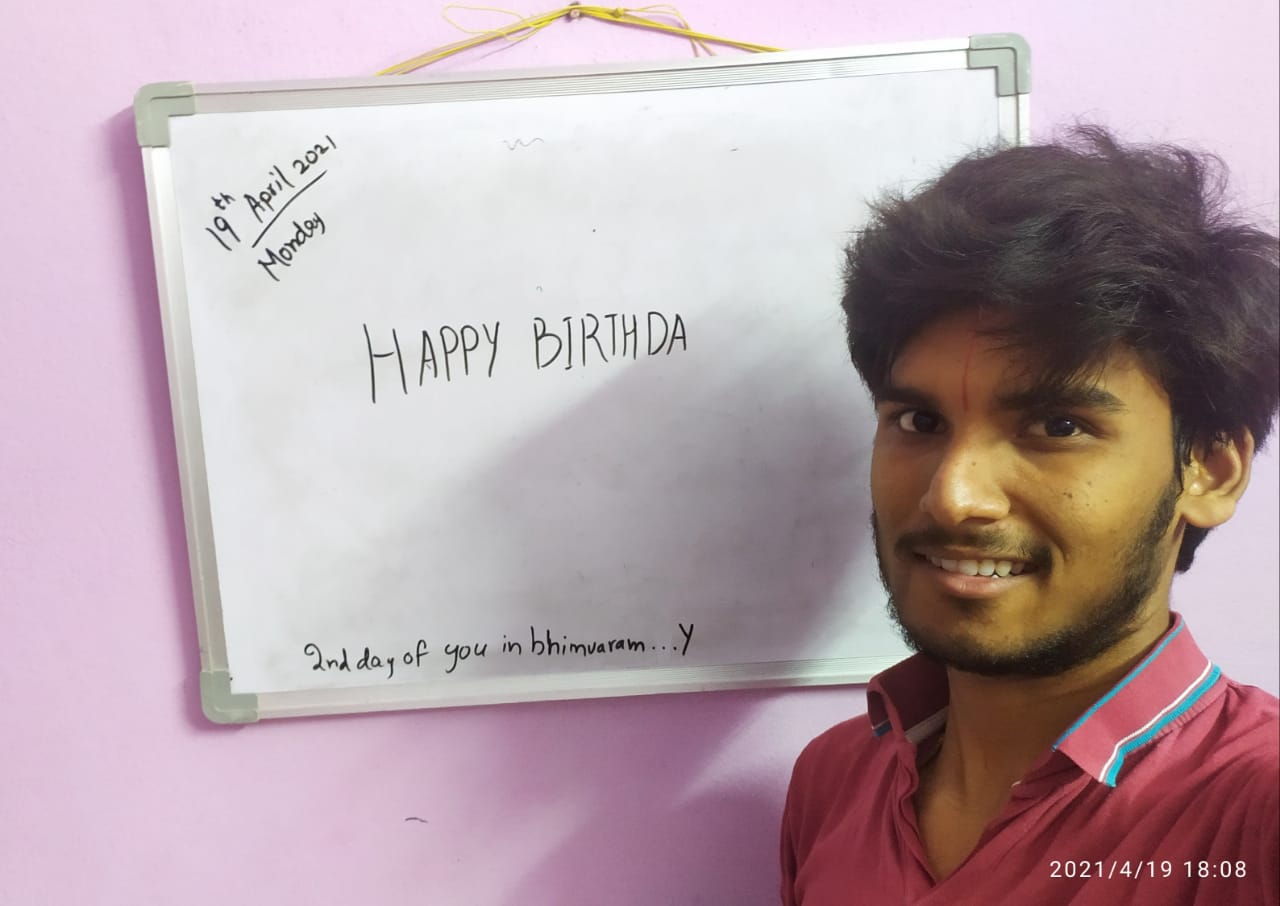 19th April 2021
Monday
HAPPY BIRTHDA
2nd day of you in bhimvaram...Y
2021/4/19 18:08